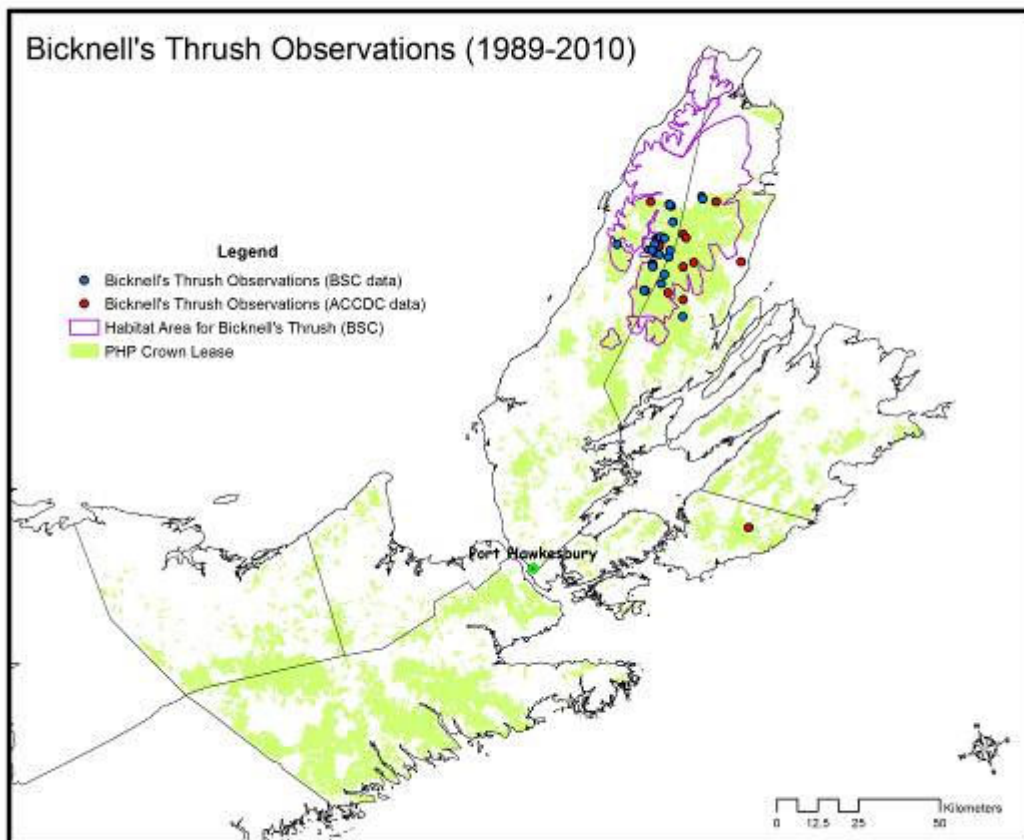 Bicknell's Thrush Observations (1989-2010)
Legend
Bicknell's Thrush Observations (BSC data)
Bicknell's Thrush Observations (ACCDC data)
Habitat Area for Bicknell's Thrush (BSC)
PHP Crown Lease
Port Hawkesbury
Kilometers
0 12.5 25 50